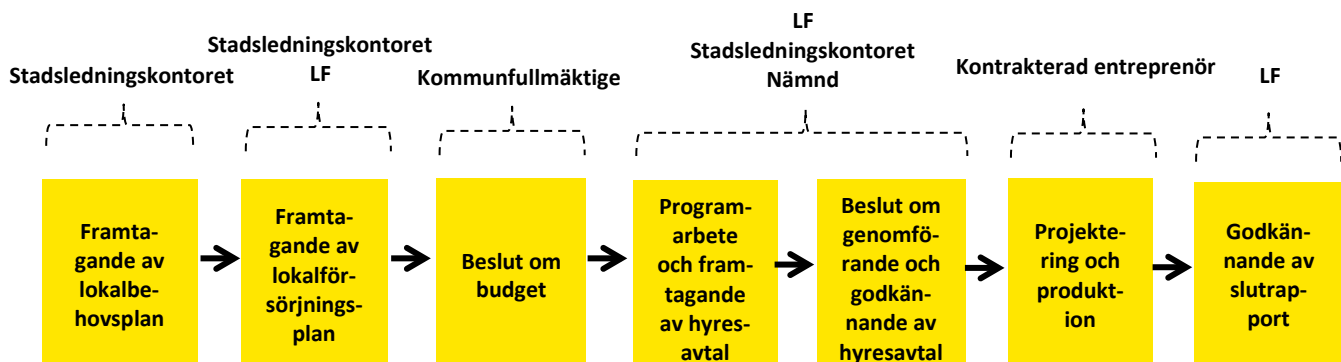 Stadsledningskontoret
Stadsledningskontoret
LF
Kommunfullmäktige
LF
Stadsledningskontoret
Nämnd
Kontrakterad entreprenör
LF
Framta-
gande av
lokalbe-
hovsplan
Framta-
gande av
lokalför-
sörjnings-
plan
Beslut om
budget
Program-
arbete
och fram-
tagande
av hyres-
avtal
Beslut om
genomfö-
rande och
godkän-
nande av
hyresavtal
Projekte-
ring och
produkt-
ion
Godkän-
nande av
slutrap-
port